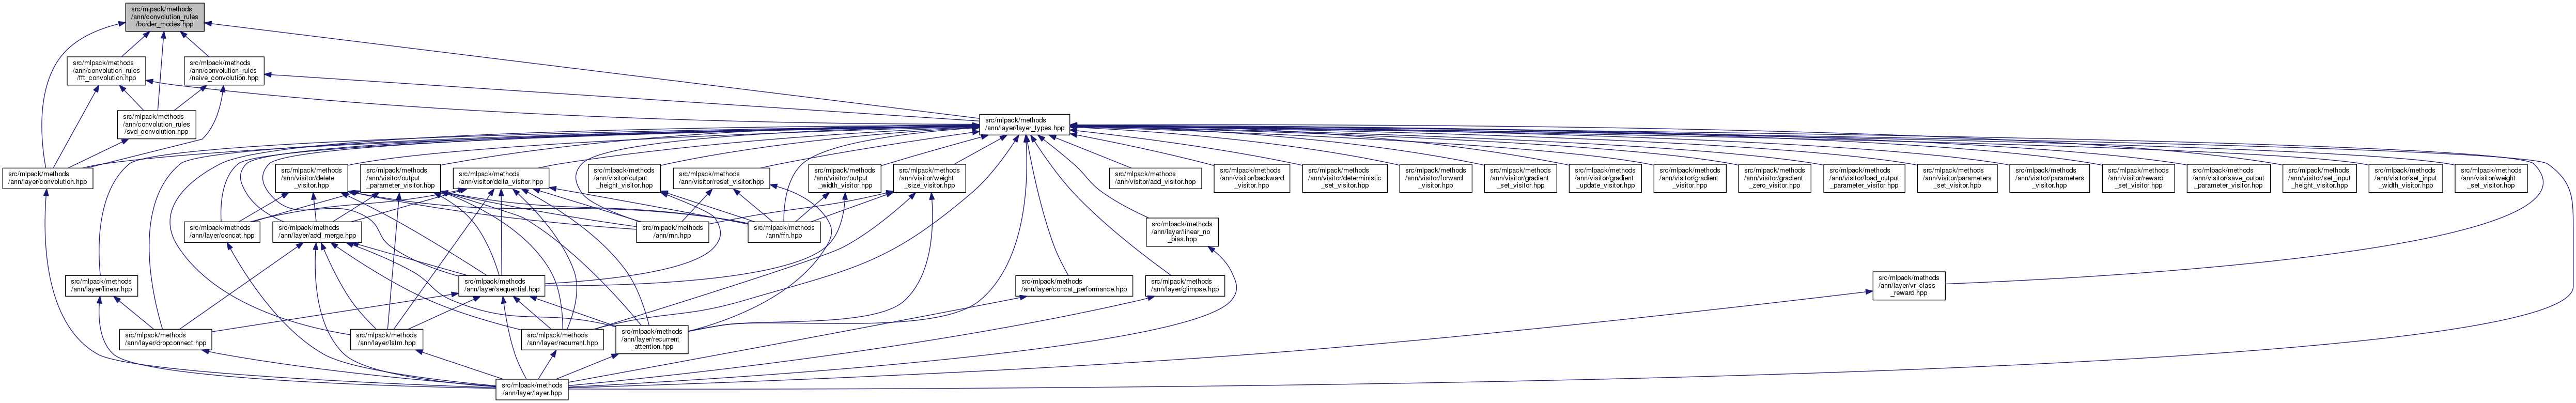 src/mlpack/methods
/ann/convolution_rules
/border_modes.hpp
src/mlpack/methods
/ann/convolution_rules
/fft_convolution.hpp
src/mlpack/methods
/ann/convolution_rules
/naive_convolution.hpp
src/mlpack/methods
/ann/convolution_rules
/svd_convolution.hpp
src/mlpack/methods
/ann/layer/layer_types.hpp
src/mlpack/methods
/ann/layer/convolution.hpp
src/mlpack/methods
/ann/visitor/delete
_visitor.hpp
src/mlpack/methods
/ann/visitor/output
_parameter_visitor.hpp
src/mlpack/methods
/ann/visitor/delta_visitor.hpp
src/mlpack/methods
/ann/visitor/output
_height_visitor.hpp
src/mlpack/methods
/ann/visitor/reset_visitor.hpp
src/mlpack/methods
/ann/visitor/output
_width_visitor.hpp
src/mlpack/methods
/ann/visitor/weight
_size_visitor.hpp
src/mlpack/methods
/ann/visitor/add_visitor.hpp
src/mlpack/methods
/ann/visitor/backward
_visitor.hpp
src/mlpack/methods
/ann/visitor/deterministic
_set_visitor.hpp
src/mlpack/methods
/ann/visitor/forward
_visitor.hpp
src/mlpack/methods
/ann/visitor/gradient
_set_visitor.hpp
src/mlpack/methods
/ann/visitor/gradient
_update_visitor.hpp
src/mlpack/methods
/ann/visitor/gradient
_visitor.hpp
src/mlpack/methods
/ann/visitor/gradient
_zero_visitor.hpp
src/mlpack/methods
/ann/visitor/load_output
_parameter_visitor.hpp
src/mlpack/methods
/ann/visitor/parameters
_set_visitor.hpp
src/mlpack/methods
/ann/visitor/parameters
_visitor.hpp
src/mlpack/methods
/ann/visitor/reward
_set_visitor.hpp
src/mlpack/methods
/ann/visitor/save_output
_parameter_visitor.hpp
src/mlpack/methods
/ann/visitor/set_input
_height_visitor.hpp
src/mlpack/methods
/ann/visitor/set_input
_width_visitor.hpp
src/mlpack/methods
/ann/visitor/weight
_set_visitor.hpp
src/mlpack/methods
/ann/layer/concat.hpp
src/mlpack/methods
/ann/layer/add_merge.hpp
src/mlpack/methods
/ann/rnn.hpp
src/mlpack/methods
/ann/ffn.hpp
src/mlpack/methods
/ann/layer/linear_no
_bias.hpp
src/mlpack/methods
/ann/layer/linear.hpp
src/mlpack/methods
/ann/layer/sequential.hpp
src/mlpack/methods
/ann/layer/concat_performance.hpp
src/mlpack/methods
/ann/layer/glimpse.hpp
src/mlpack/methods
/ann/layer/vr_class
_reward.hpp
src/mlpack/methods
/ann/layer/dropconnect.hpp
src/mlpack/methods
/ann/layer/lstm.hpp
src/mlpack/methods
/ann/layer/recurrent.hpp
src/mlpack/methods
/ann/layer/recurrent
_attention.hpp
src/mlpack/methods
/ann/layer/layer.hpp